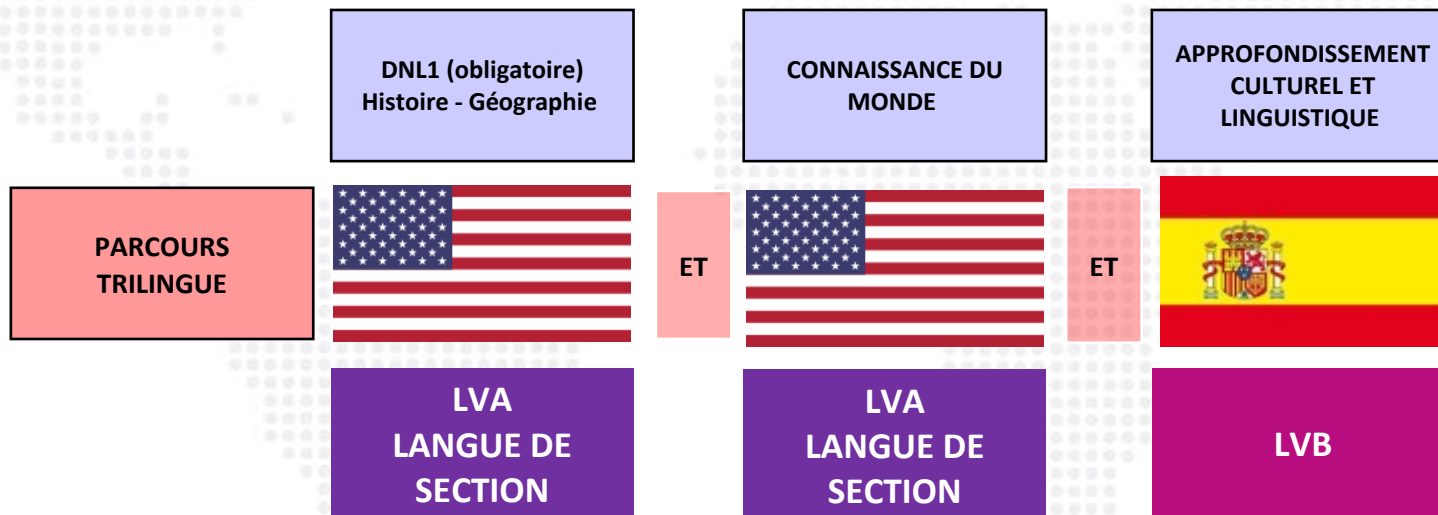 DNL1 (obligatoire)
Histoire - Géographie
CONNAISSANCE DU
MONDE
APPROFONDISSEMENT
CULTUREL ET
LINGUISTIQUE
PARCOURS
TRILINGUE
ET
ET
LVA
LANGUE DE
SECTION
LVA
LANGUE DE
SECTION
LVB